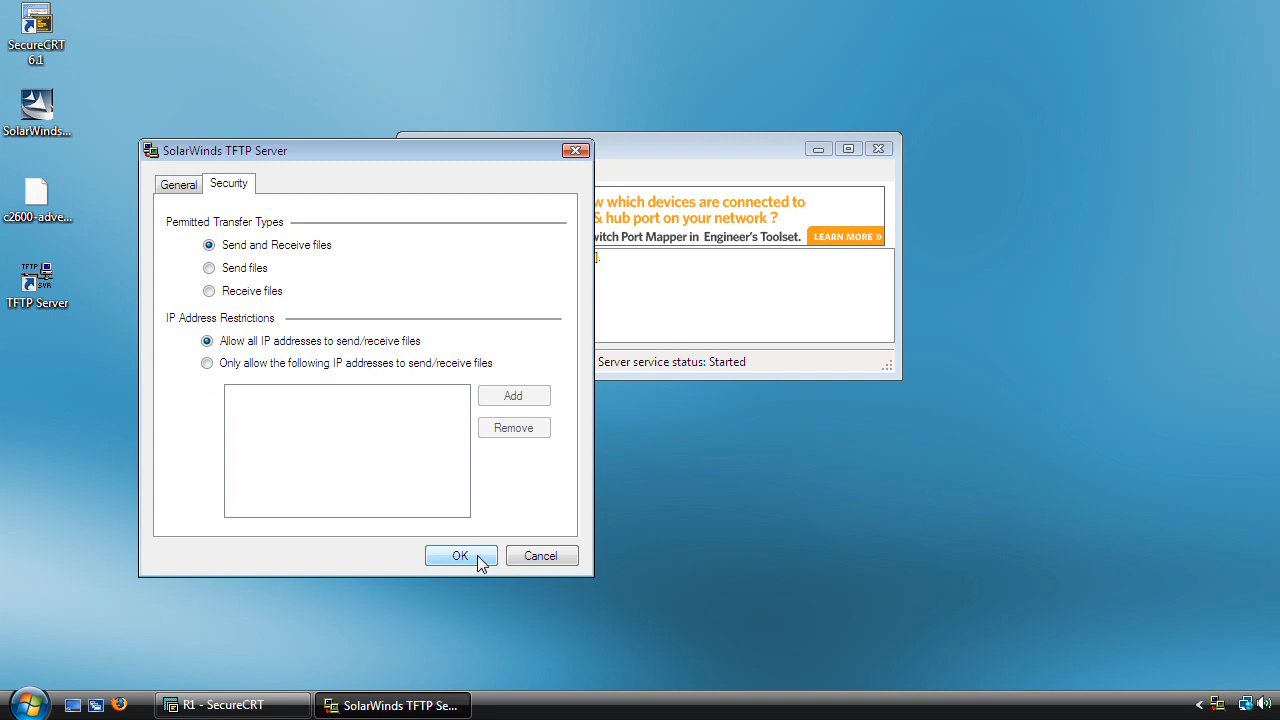 SecureCRT
6.1
SolarWinds...
c2600-adve...
TFTP
SVR
TFTP Server
SolarWinds TFTP Server
General
Security
Permitted Transfer Types
Send and Receive files
Send files
Receive files
IP Address Restrictions
Allow all IP addresses to send/receive files
Only allow the following IP addresses to send/receive files
Add
Remove
OK
Cancel
w which devices are connected to
& hub port on your network ?
witch Port Mapper in Engineer's Toolset.
LEARN MORE »
].
Server service status: Started
R1 - SecureCRT
SolarWinds TFTP Se...